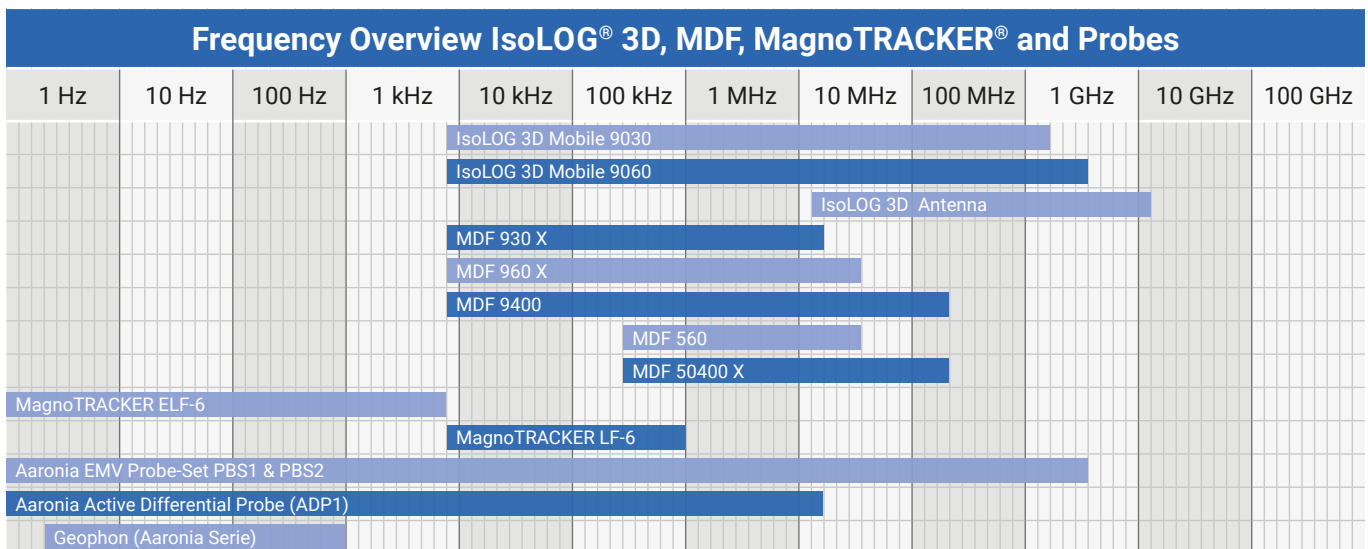 Frequency Overview IsoLOG® 3D, MDF, MagnoTRACKER® and Probes
1 Hz 10 Hz 100 Hz 1 kHz 10 kHz 100 kHz 1 MHz 10 MHz 100 MHz 1 GHz 10 GHz 100 GHz
IsoLOG 3D Mobile 9030
IsoLOG 3D Mobile 9060
IsoLOG 3D Antenna
MDF 930 X
MDF 960 X
MDF 9400
MDF 560
MDF 50400 X
MagnoTRACKER ELF-6
MagnoTRACKER LF-6
Aaronia EMV Probe-Set PBS1 & PBS2
Aaronia Active Differential Probe (ADP1)
Geophon (Aaronia Serie)